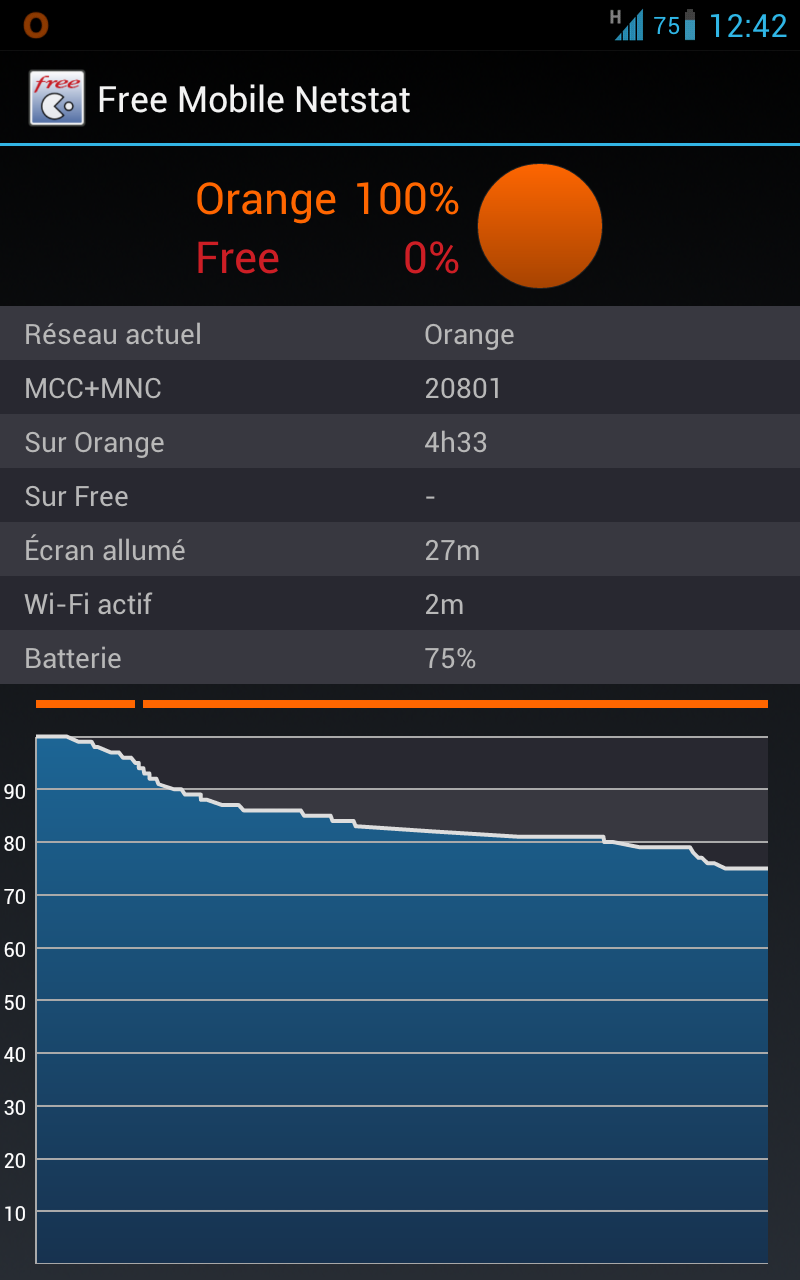 O
H 75 12:42
free Free Mobile Netstat
Orange 100%
Free 0%
Réseau actuel Orange
MCC+MNC 20801
Sur Orange 4h33
Sur Free -
Écran allumé 27m
Wi-Fi actif 2m
Batterie 75%
90
80
70
60
50
40
30
20
10